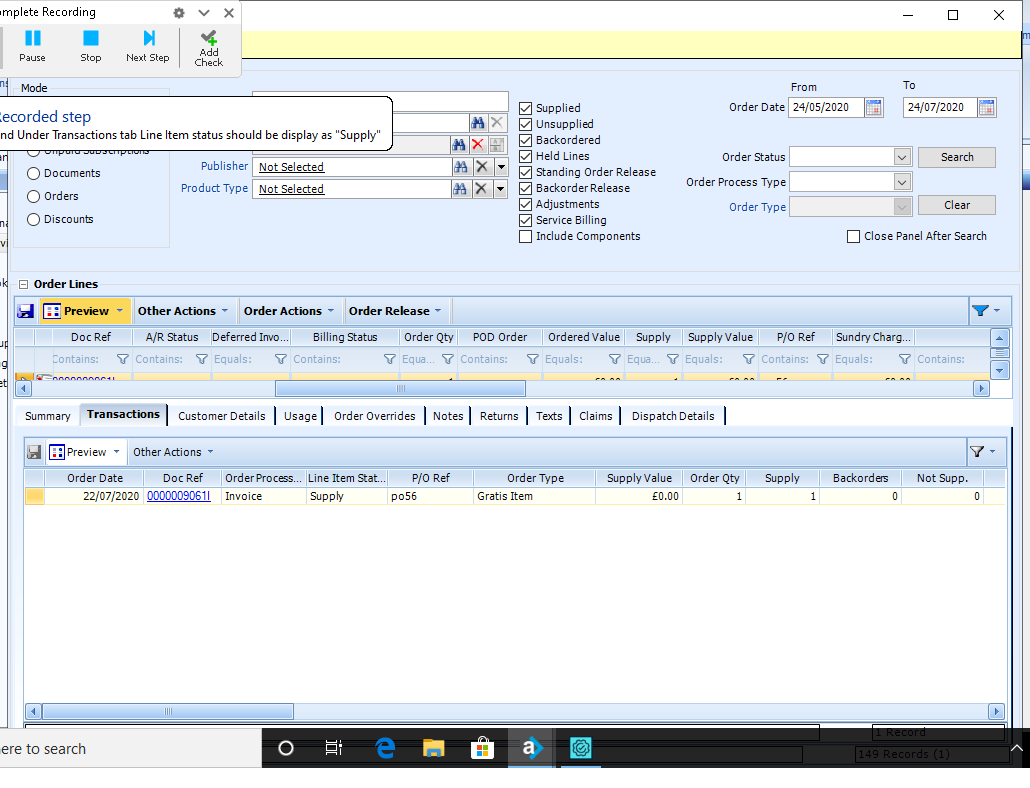 omplete Recording
Pause
Stop
Next Step
Add Check
Mode
ecorded step
nd Under Transactions tab Line Item status should be display as "Supply"
Unpaid Subscriptions
Documents
Orders
Discounts
Publisher
Not Selected
Product Type
Not Selected
Supplied
Unsupplied
Backordered
Held Lines
Standing Order Release
Backorder Release
Adjustments
Service Billing
Include Components
From
To
Order Date
24/05/2020
24/07/2020
Order Status
Search
Order Process Type
Order Type
Clear
Close Panel After Search
Order Lines
Preview
Other Actions
Order Actions
Order Release
Doc Ref
A/R Status
Deferred Invo...
Billing Status
Order Qty
POD Order
Ordered Value
Supply
Supply Value
P/O Ref
Sundry Charg...
Contains:
Contains:
Equals:
Contains:
Equa...
Contains:
Equals:
Equa...
Equals:
Contains:
Equals:
Contains:
Summary
Transactions
Customer Details
Usage
Order Overrides
Notes
Returns
Texts
Claims
Dispatch Details
Preview
Other Actions
Order Date
Doc Ref
Order Process...
Line Item Stat...
P/O Ref
Order Type
Supply Value
Order Qty
Supply
Backorders
Not Supp.
22/07/2020
0000009061I
Invoice
Supply
po56
Gratis Item
£0.00
1
1
0
0
1 Record
149 Records (1)
ere to search